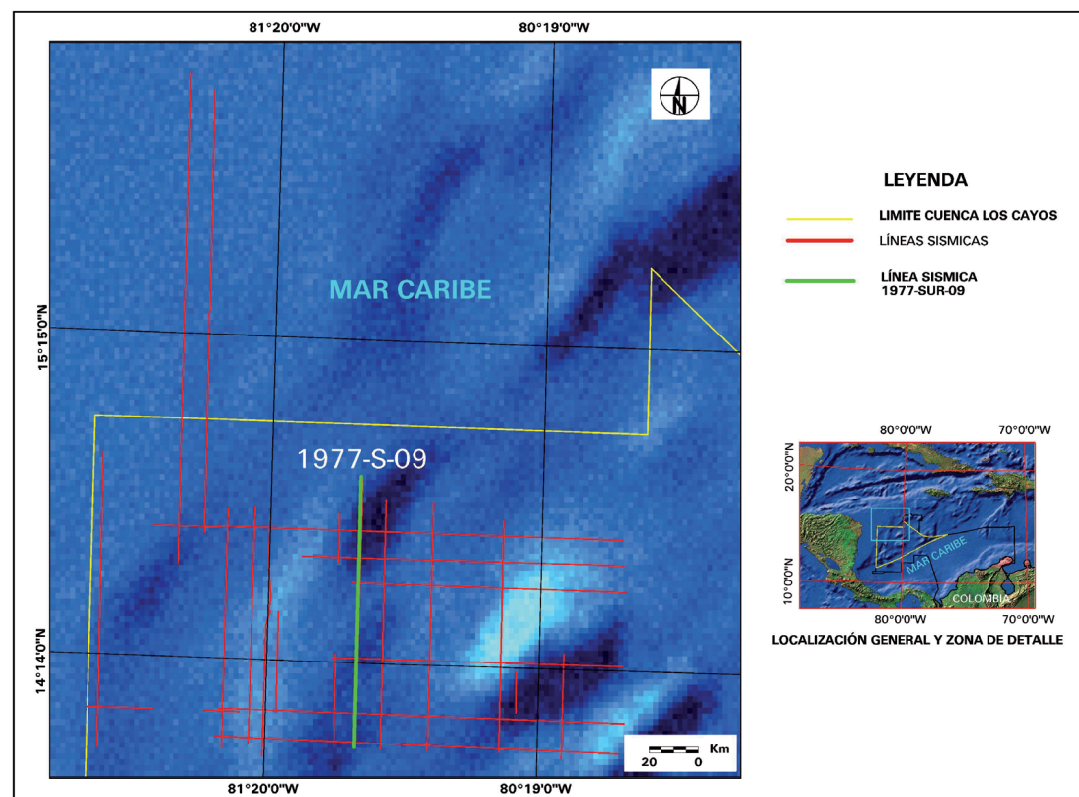 81°20'0"W 80°19'0"W
N
MAR CARIBE
15°15'0"N
1977-S-09
14°14'0"N
Km
20 0
81°20'0"W 80°19'0"W
LEYENDA
LIMITE CUENCA LOS CAYOS
LÍNEAS SISMICAS
LÍNEA SISMICA
1977-SUR-09
80°0'0"W 70°0'0"W
20°0'0"N
MAR CARIBE
10°0'0"N
COLOMBIA
80°0'0"W 70°0'0"W
LOCALIZACIÓN GENERAL Y ZONA DE DETALLE